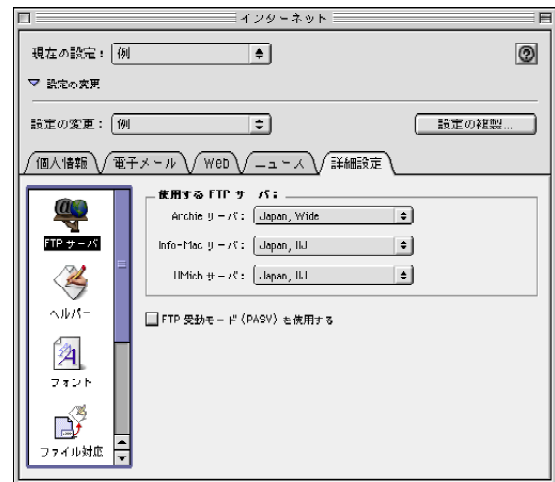 インターネット
現在の設定： 例
設定の変更
設定の変更： 例
設定の複製...
個人情報 電子メール Web ニュース 詳細設定
使用する FTP サーバ：
FTP サーバ
Archie サーバ： Japan, Wide
Info-Mac サーバ： Japan, IIJ
UMich サーバ： Japan, IIJ
ヘルパー
FTP 受動モード（PASV）を使用する
フォント
ファイル対応